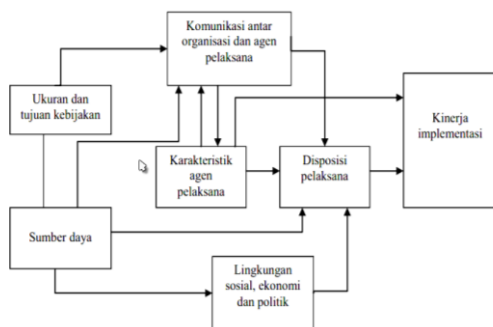 Komunikasi antar
organisasi dan agen
pelaksana
Ukuran dan
tujuan kebijakan
Kinerja
implementasi
Karakteristik
agen
pelaksana
Disposisi
pelaksana
Sumber daya
Lingkungan
sosial, ekonomi
dan politik